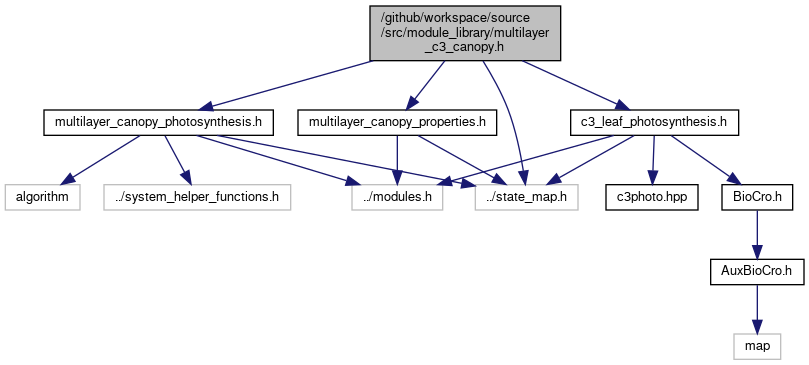 /github/workspace/source
/src/module_library/multilayer
_c3_canopy.h
multilayer_canopy_photosynthesis.h
multilayer_canopy_properties.h
c3_leaf_photosynthesis.h
algorithm
../system_helper_functions.h
../modules.h
../state_map.h
c3photo.hpp
BioCro.h
AuxBioCro.h
map